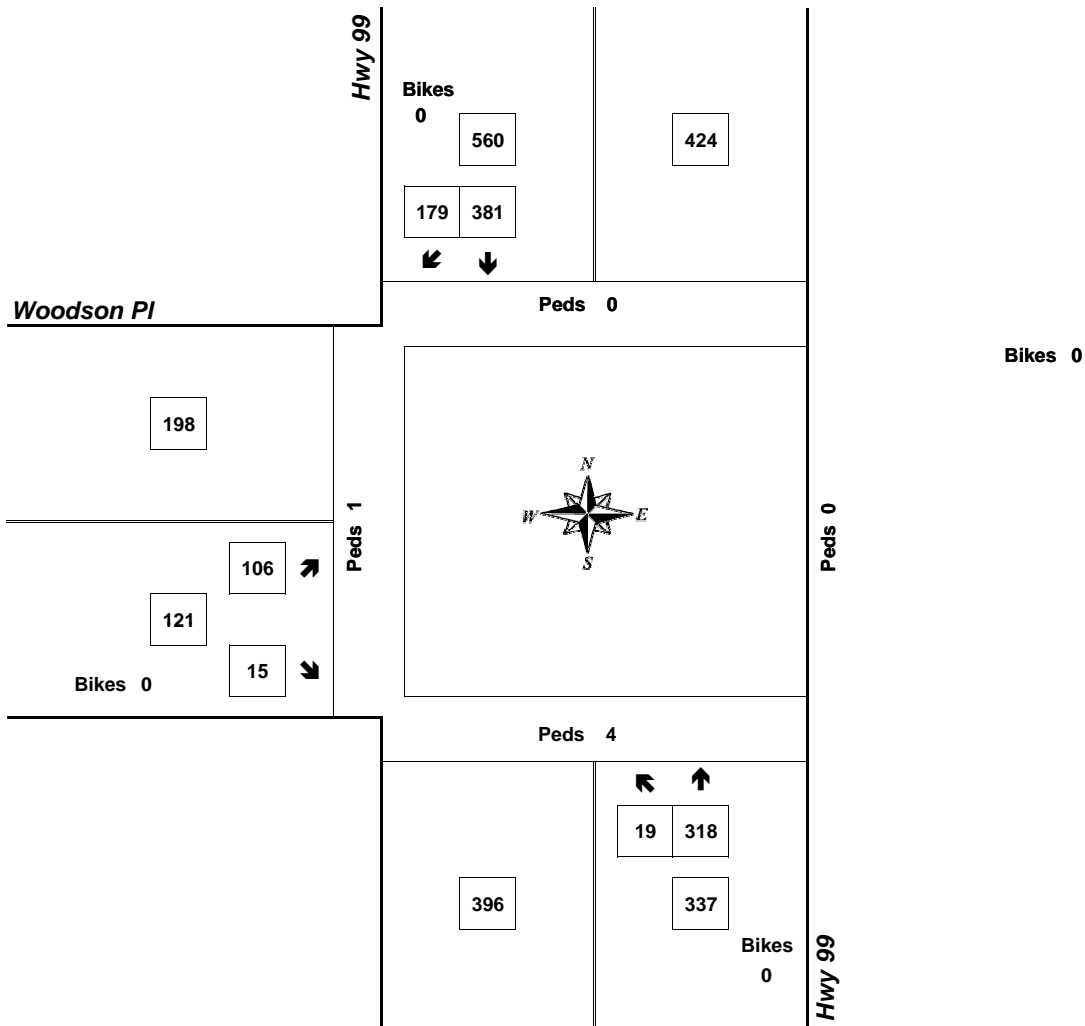 Hwy 99
Bikes
0
560
424
179 381
Woodson Pl
Peds 0
Bikes 0
198
N
W E
S
Peds 1
Peds 0
106
121
15
Bikes 0
Peds 4
19 318
396
337
Bikes
0
Hwy 99